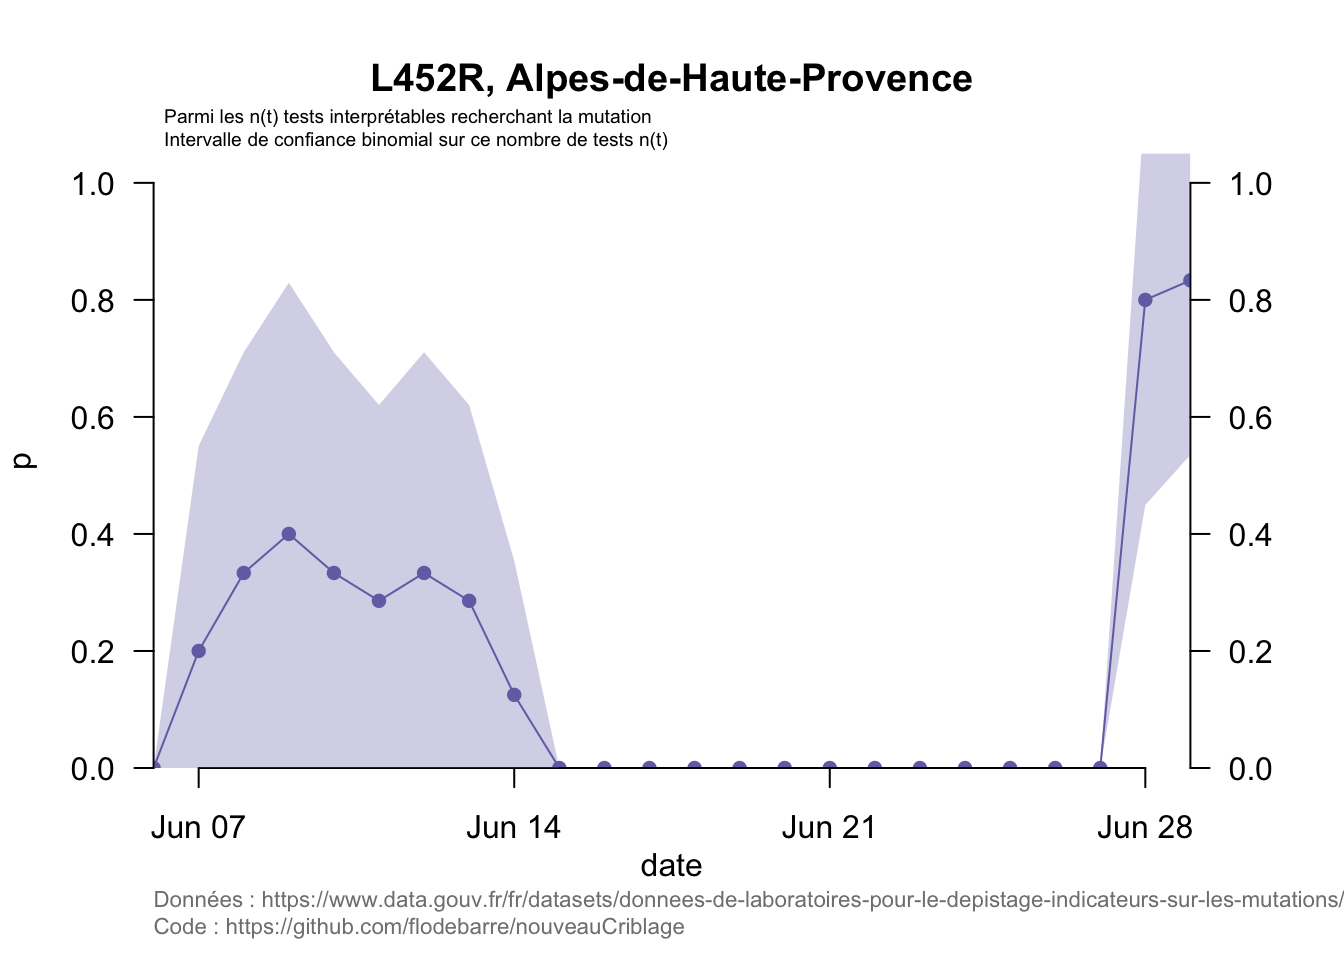 L452R, Alpes-de-Haute-Provence
Parmi les n(t) tests interprétables recherchant la mutation
Intervalle de confiance binomial sur ce nombre de tests n(t)
1.0
0.8
0.6
0.4
0.2
0.0
p
1.0
0.8
0.6
0.4
0.2
0.0
Jun 07 Jun 14 Jun 21 Jun 28
date
Données : https://www.data.gouv.fr/fr/datasets/donnees-de-laboratoires-pour-le-depistage-indicateurs-sur-les-mutations/
Code : https://github.com/flodebarre/nouveauCriblage